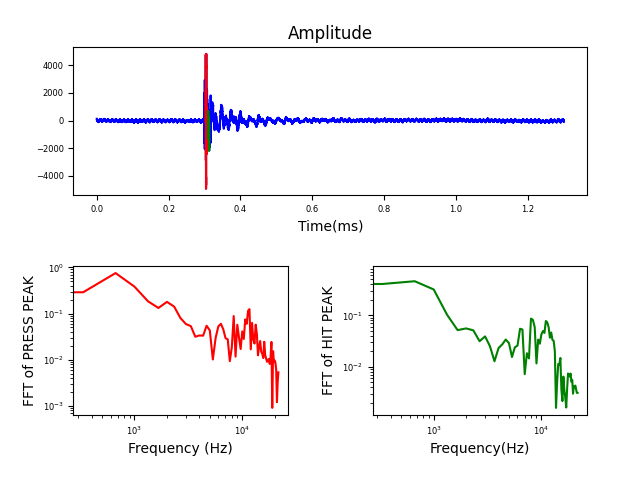 Amplitude
4000
2000
0
−2000
−4000
0.0 0.2 0.4 0.6 0.8 1.0 1.2
Time(ms)
FFT of PRESS PEAK
10⁰
10⁻¹
10⁻²
10⁻³
10³ 10⁴
Frequency (Hz)
FFT of HIT PEAK
10⁻¹
10⁻²
10³ 10⁴
Frequency(Hz)